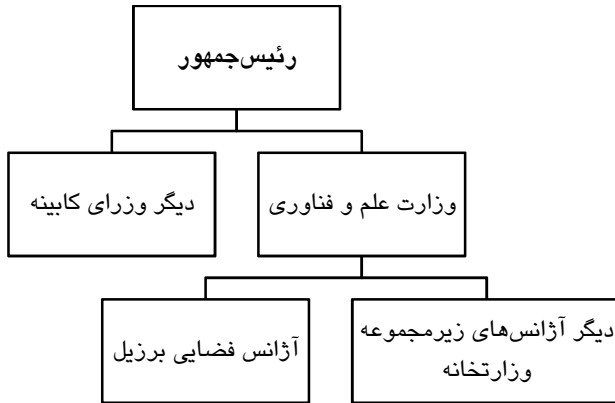 رئیس‌جمهور
وزارت علم و فناوری
دیگر وزرای کابینه
دیگر آژانس‌های زیرمجموعه
وزارتخانه
آژانس فضایی برزیل